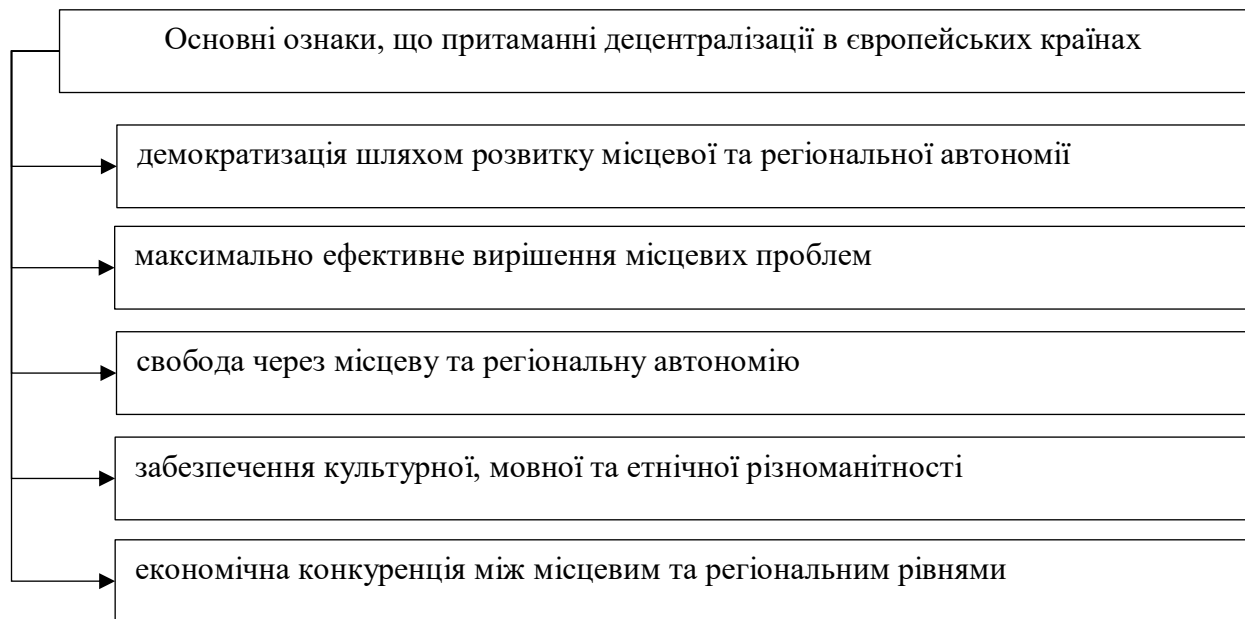 Основні ознаки, що притаманні децентралізації в європейських країнах
демократизація шляхом розвитку місцевої та регіональної автономії
максимально ефективне вирішення місцевих проблем
свобода через місцеву та регіональну автономію
забезпечення культурної, мовної та етнічної різноманітності
економічна конкуренція між місцевим та регіональним рівнями